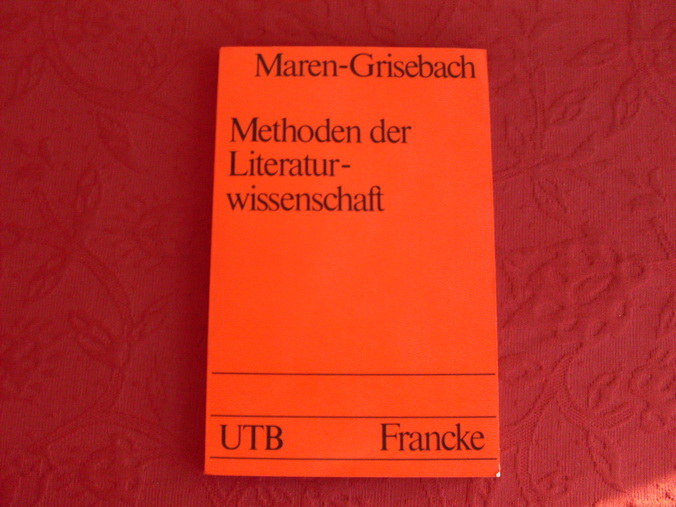 Maren-Grisebach
Methoden der
Literatur-
wissenschaft
UTB Francke